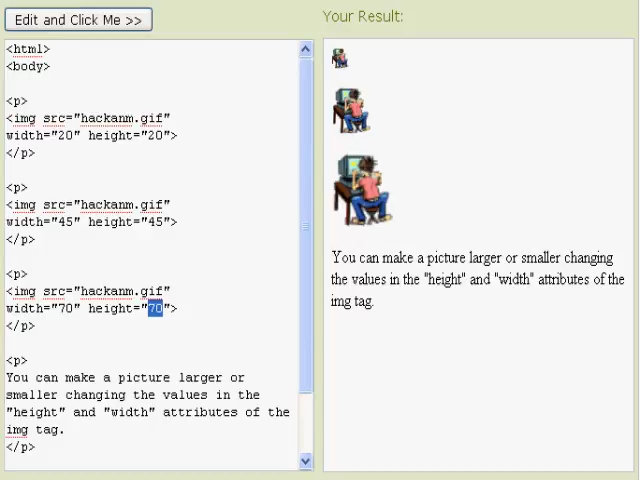 Edit and Click Me >>
<html>
<body>
<p>
<img src="hackanm.gif"
width="20" height="20">
</p>
<p>
<img src="hackanm.gif"
width="45" height="45">
</p>
<p>
<img src="hackanm.gif"
width="70" height="70">
</p>
<p>
You can make a picture larger or
smaller changing the values in the
"height" and "width" attributes of the
img tag.
</p>
Your Result:
You can make a picture larger or smaller changing
the values in the "height" and "width" attributes of the
img tag.